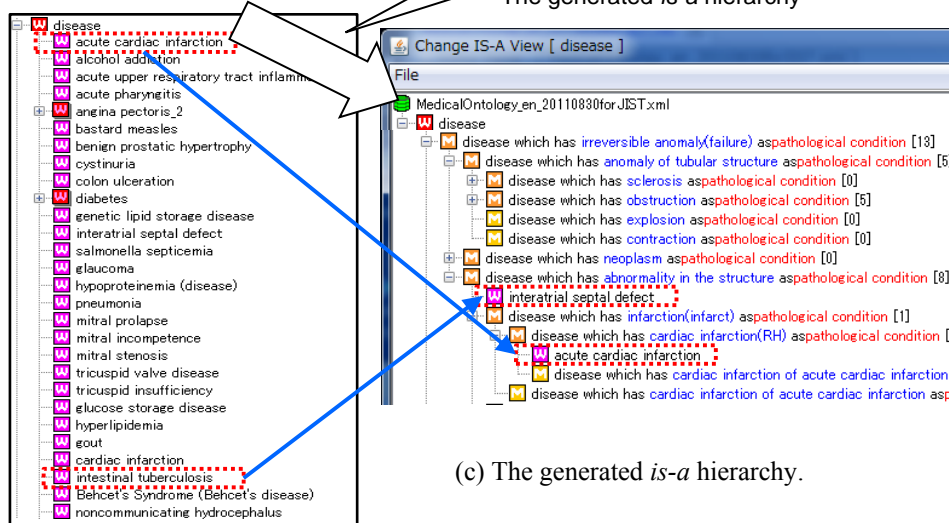 The generated is-a hierarchy
disease
acute cardiac infarction
alcohol addiction
acute upper respiratory tract inflamm
acute pharyngitis
angina pectoris_2
bastard measles
benign prostatic hypertrophy
cystinuria
colon ulceration
diabetes
genetic lipid storage disease
interatrial septal defect
salmonella septicemia
glaucoma
hypoproteinemia (disease)
pneumonia
mitral prolapse
mitral incompetence
mitral stenosis
tricuspid valve disease
tricuspid insufficiency
glucose storage disease
hyperlipidemia
gout
cardiac infarction
intestinal tuberculosis
Behcet's Syndrome (Behcet's disease)
noncommunicating hydrocephalus
Change IS-A View [ disease ]
File
MedicalOntology_en_20110830forJIST.xml
disease
disease which has irreversible anomaly(failure) aspathological condition [13]
disease which has anomaly of tubular structure aspathological condition [5
disease which has sclerosis aspathological condition [0]
disease which has obstruction aspathological condition [5]
disease which has explosion aspathological condition [0]
disease which has contraction aspathological condition [0]
disease which has neoplasm aspathological condition [0]
disease which has abnormality in the structure aspathological condition [8]
interatrial septal defect
disease which has infarction(infarct) aspathological condition [1]
disease which has cardiac infarction(RH) aspathological condition [
acute cardiac infarction
disease which has cardiac infarction of acute cardiac infarction
disease which has cardiac infarction of acute cardiac infarction asp
(c) The generated is-a hierarchy.